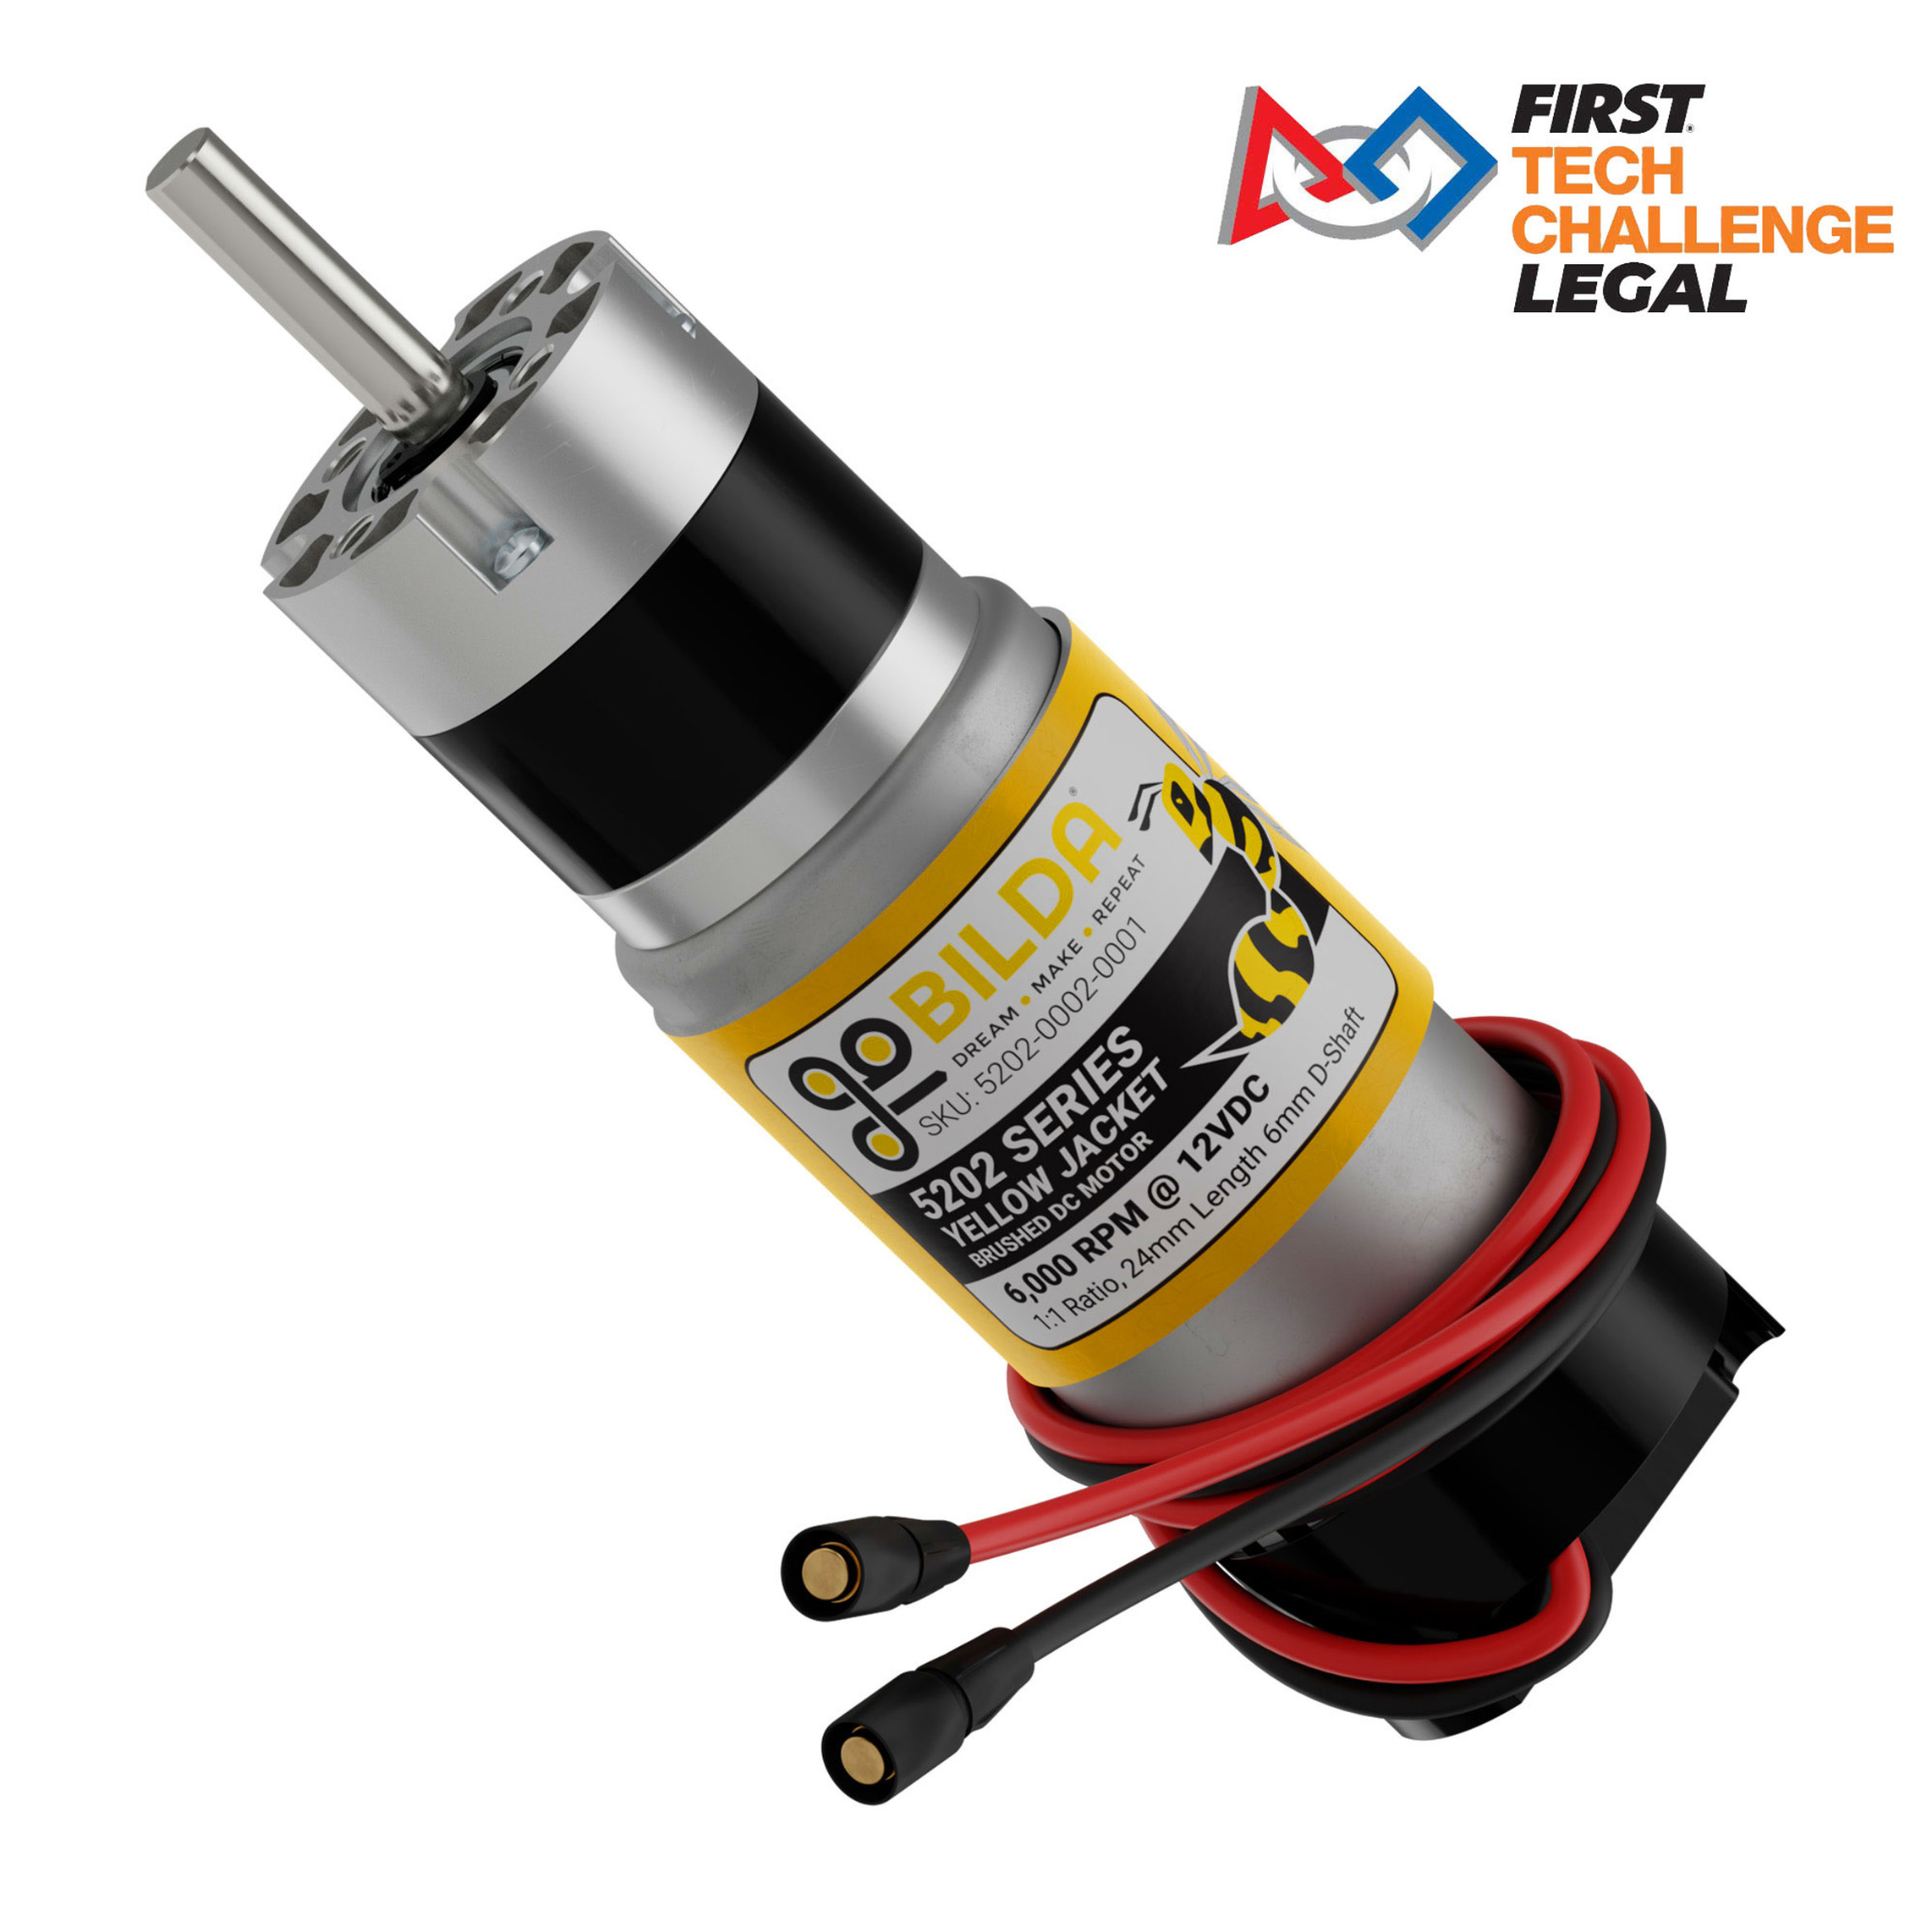 FIRST®
TECH
CHALLENGE
LEGAL
goBILDA®
DREAM • MAKE • REPEAT
SKU: 5202-0002-0001
5202 SERIES
YELLOW JACKET
BRUSHED DC MOTOR
6,000 RPM @ 12VDC
1:1 Ratio, 24mm Length 6mm D-Shaft